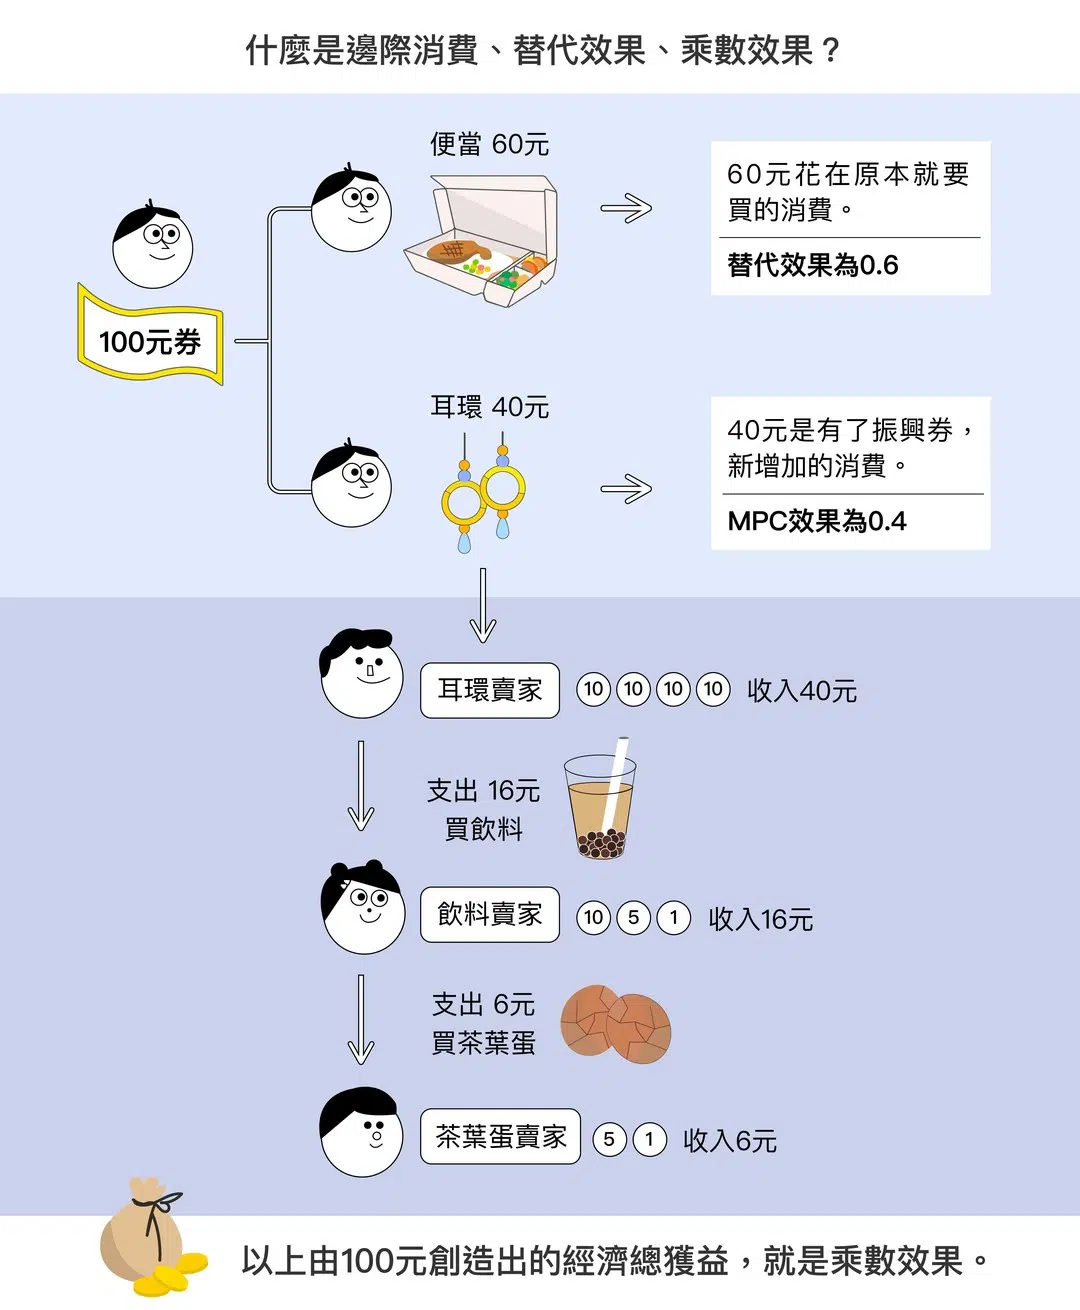 什麼是邊際消費、替代效果、乘數效果？
便當 60元
60元花在原本就要
買的消費。
替代效果為0.6
100元券
耳環 40元
40元是有了振興券，
新增加的消費。
MPC效果為0.4
耳環賣家 10 10 10 10 收入40元
支出 16元
買飲料
飲料賣家 10 5 1 收入16元
支出 6元
買茶葉蛋
茶葉蛋賣家 5 1 收入6元
以上由100元創造出的經濟總獲益，就是乘數效果。